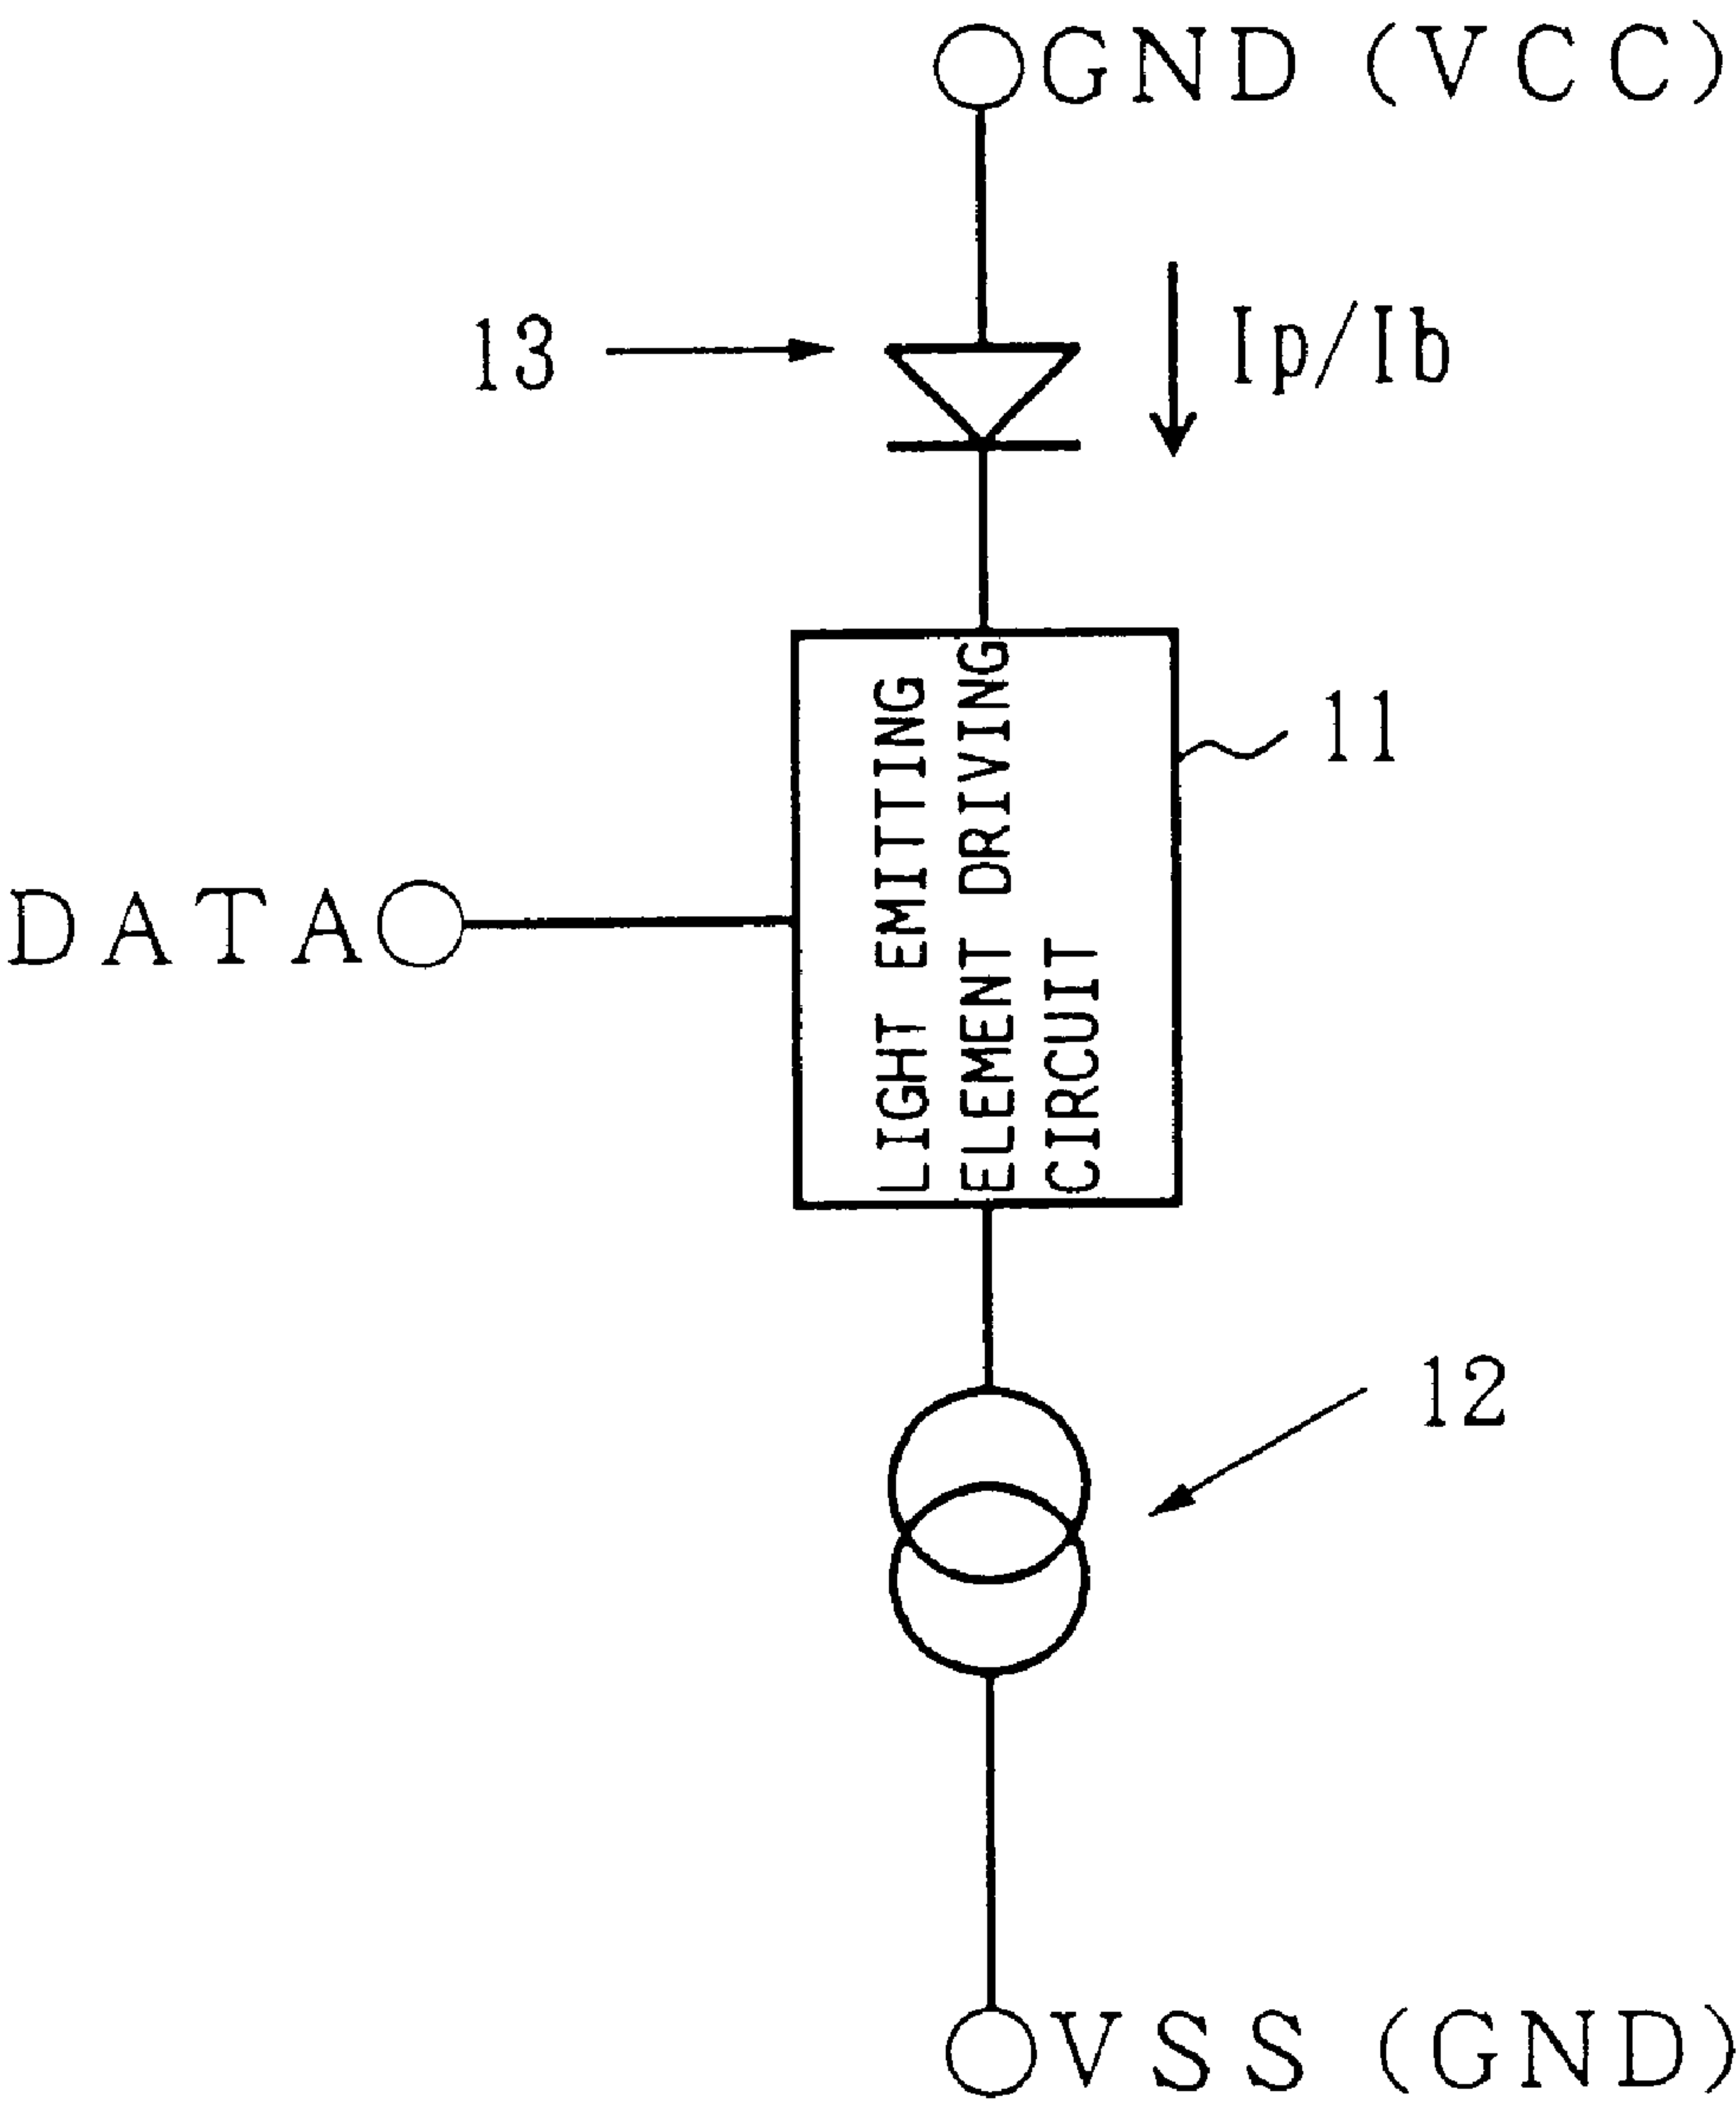 GND (VCC)
13
Ip/Ib
LIGHT EMITTING
ELEMENT DRIVING
CIRCUIT
11
DATA
12
VSS (GND)